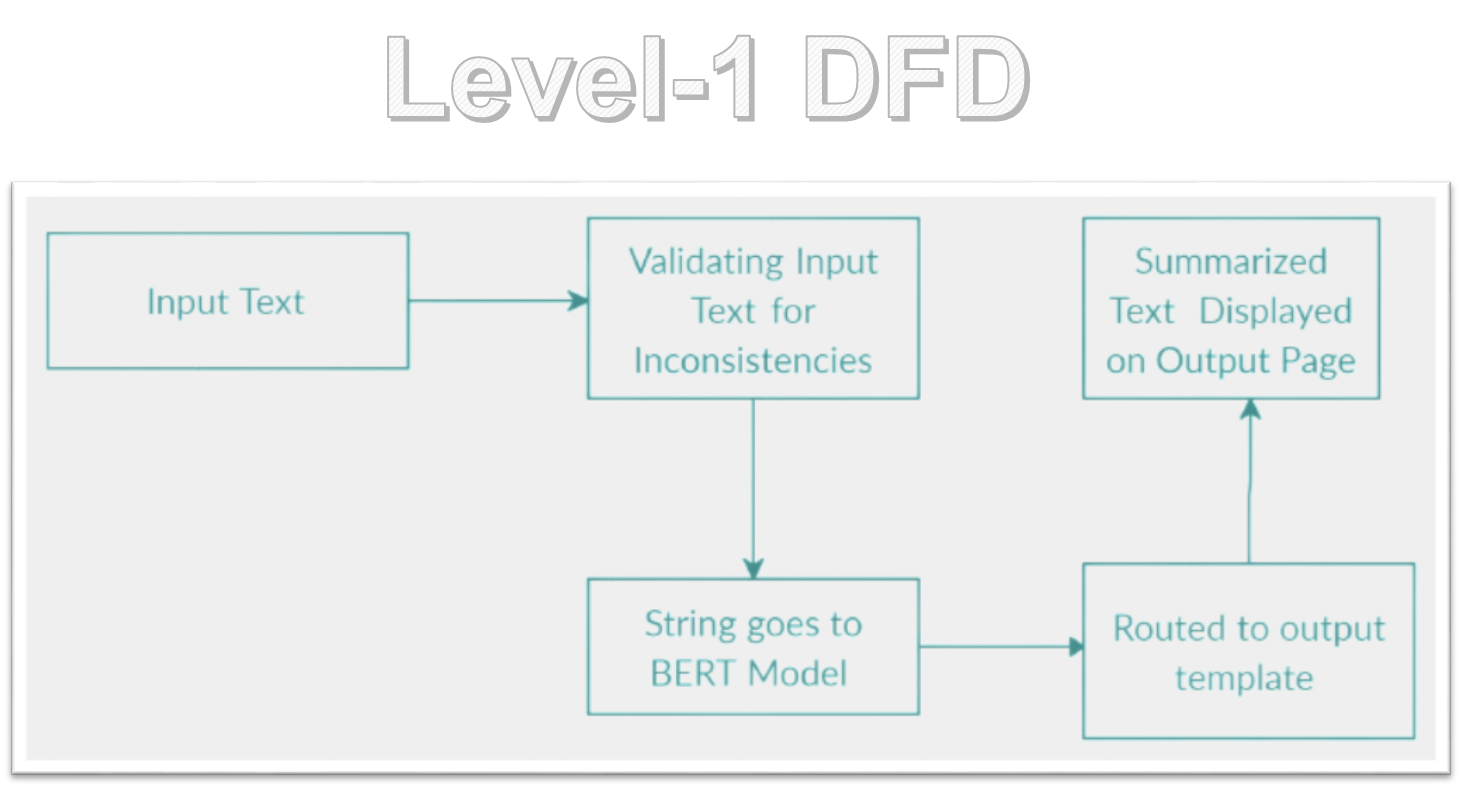 Level-1 DFD
Input Text
Validating Input
Text for
Inconsistencies
String goes to
BERT Model
Routed to output
template
Summarized
Text Displayed
on Output Page